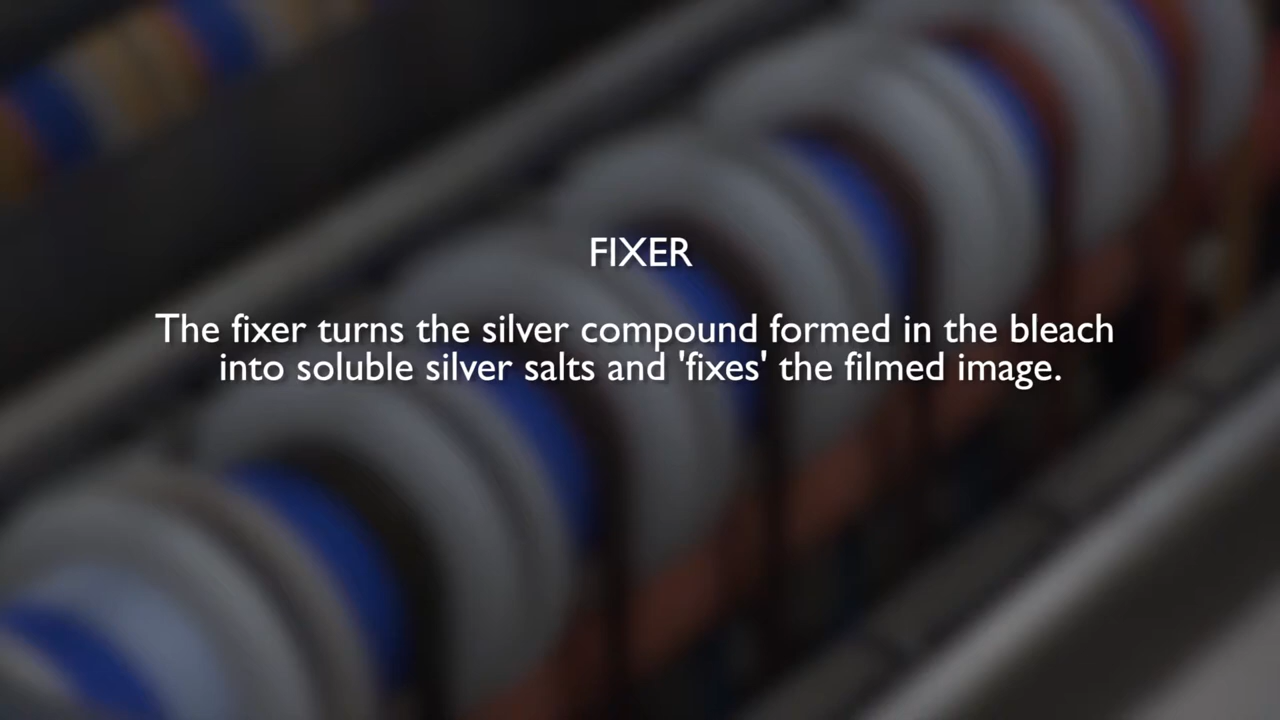 FIXER
The fixer turns the silver compound formed in the bleach
into soluble silver salts and 'fixes' the filmed image.